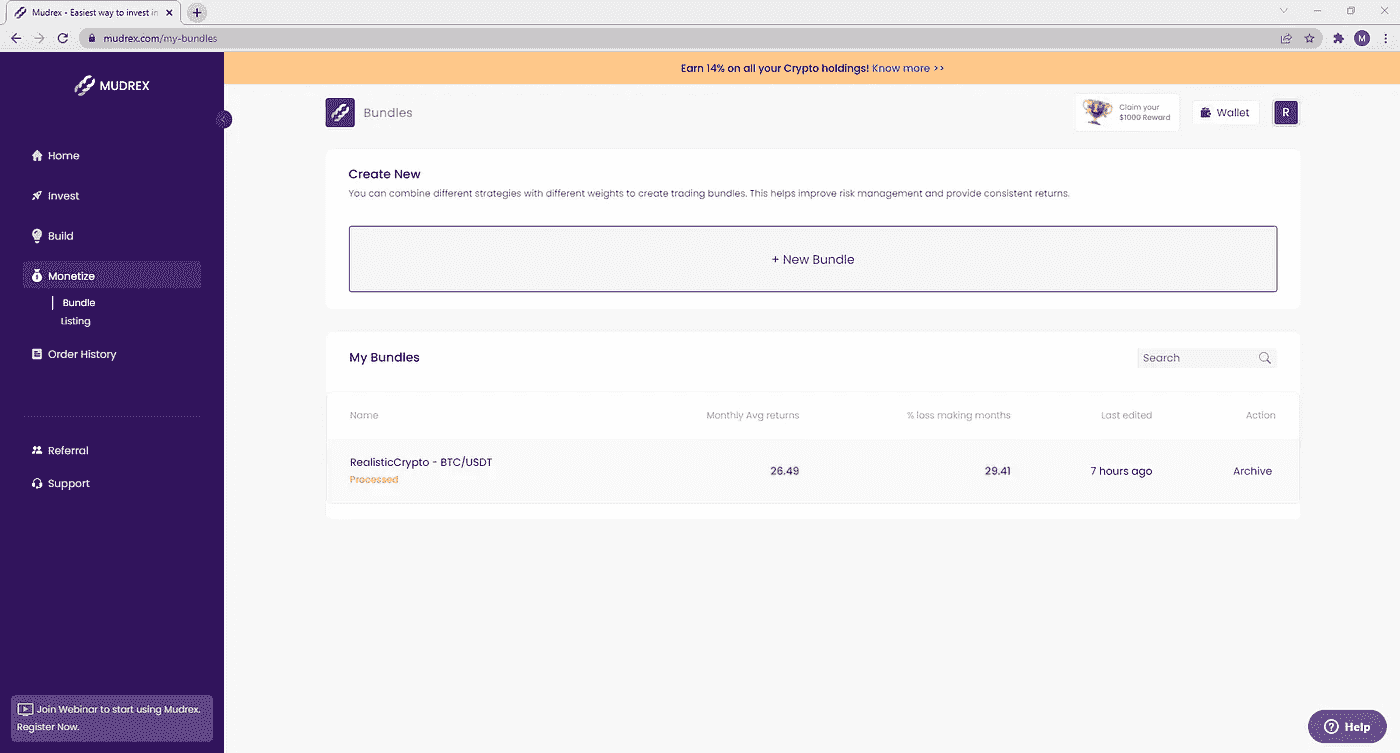 Mudrex - Easiest way to invest in
mudrex.com/my-bundles
M
Earn 14% on all your Crypto holdings! Know more >>
MUDREX
Home
Invest
Build
Monetize
Bundle
Listing
Order History
Referral
Support
Join Webinar to start using Mudrex.
Register Now.
Bundles
Claim your
$1000 Reward
Wallet
R
Create New
You can combine different strategies with different weights to create trading bundles. This helps improve risk management and provide consistent returns.
+ New Bundle
My Bundles
Search
Name Monthly Avg returns % loss making months Last edited Action
RealisticCrypto - BTC/USDT 26.49 29.41 7 hours ago Archive
Processed
Help